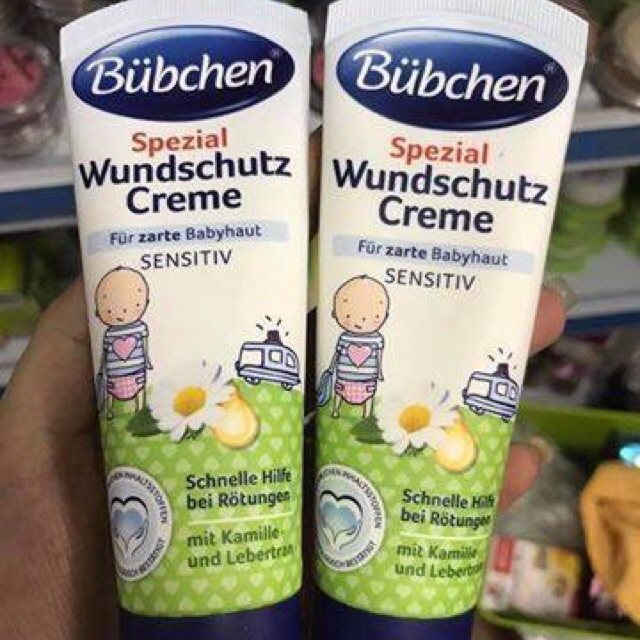 Bübchen®
Spezial
Wundschutz
Creme
Für zarte Babyhaut
SENSITIV
Schnelle Hilfe
bei Rötungen
mit Kamille
und Lebertran
Bübchen®
Spezial
Wundschutz
Creme
Für zarte Babyhaut
SENSITIV
Schnelle Hilfe
bei Rötungen
mit Kamille
und Lebertran